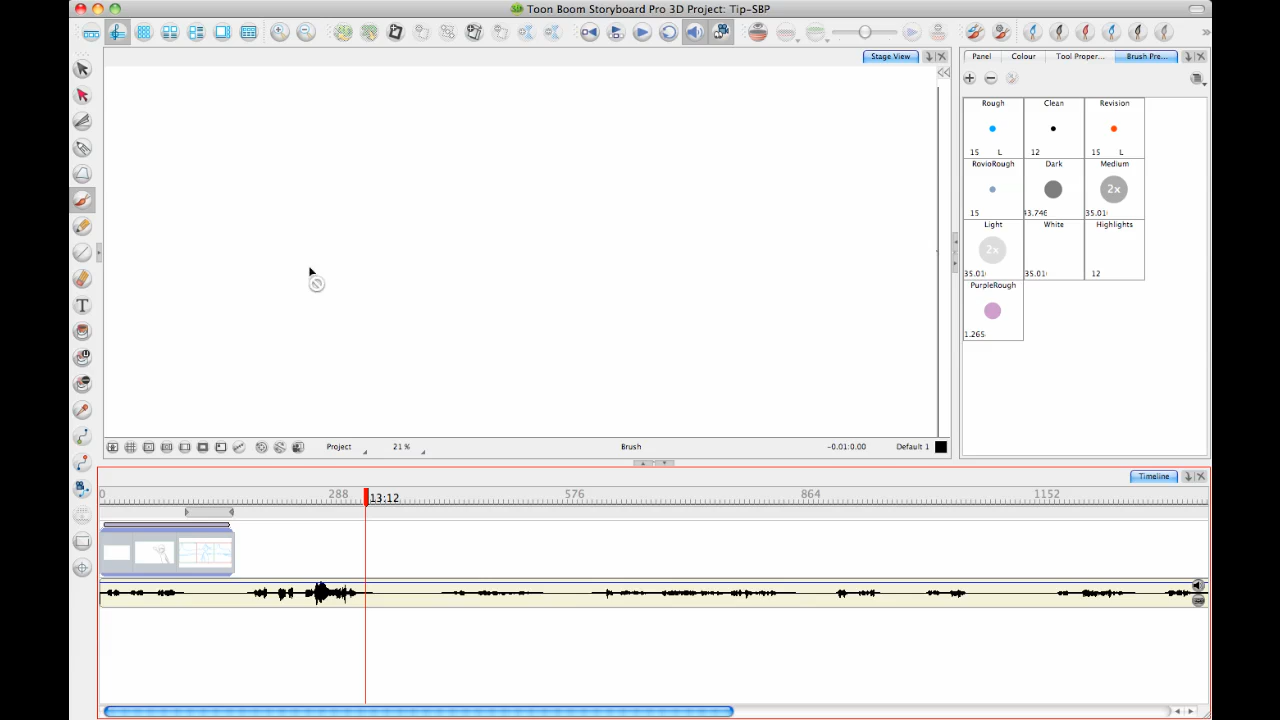 Toon Boom Storyboard Pro 3D Project: Tip-SBP
Stage View
Panel Colour Tool Proper... Brush Pre...
Rough Clean Revision
15 L 12 15 L
RovioRough Dark Medium
2x
15 43.746 35.01
Light White Highlights
2x
35.01 35.01 12
PurpleRough
1.265
T
Project 21 % Brush -0.01:0.00 Default 1
Timeline
0 288 13:12 576 864 1152